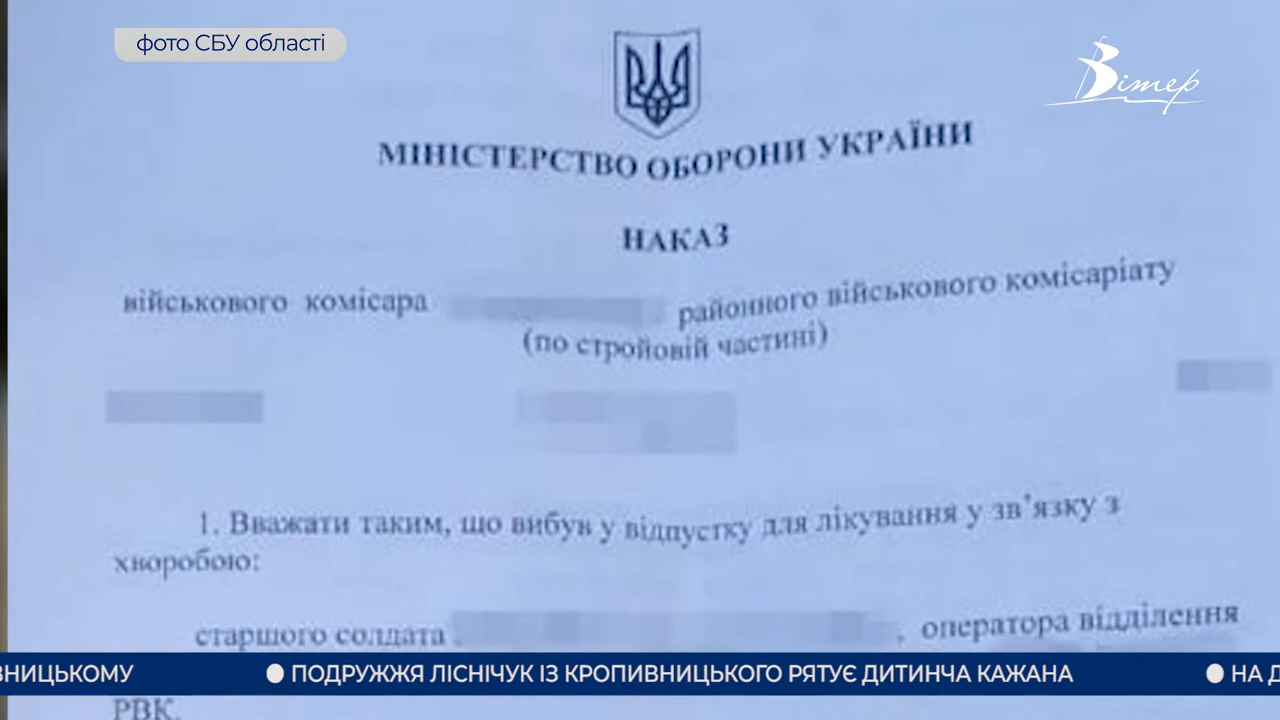 фото СБУ області
Вітер
МІНІСТЕРСТВО ОБОРОНИ УКРАЇНИ
НАКАЗ
військового комісара районного військового комісаріату
(по стройовій частині)
1. Вважати таким, що вибув у відпустку для лікування у зв'язку з
хворобою:
старшого солдата , оператора відділення
ВНИЦЬКОМУ ● ПОДРУЖЖЯ ЛІСНІЧУК ІЗ КРОПИВНИЦЬКОГО РЯТУЄ ДИТИНЧА КАЖАНА ● НА Д
РВК.